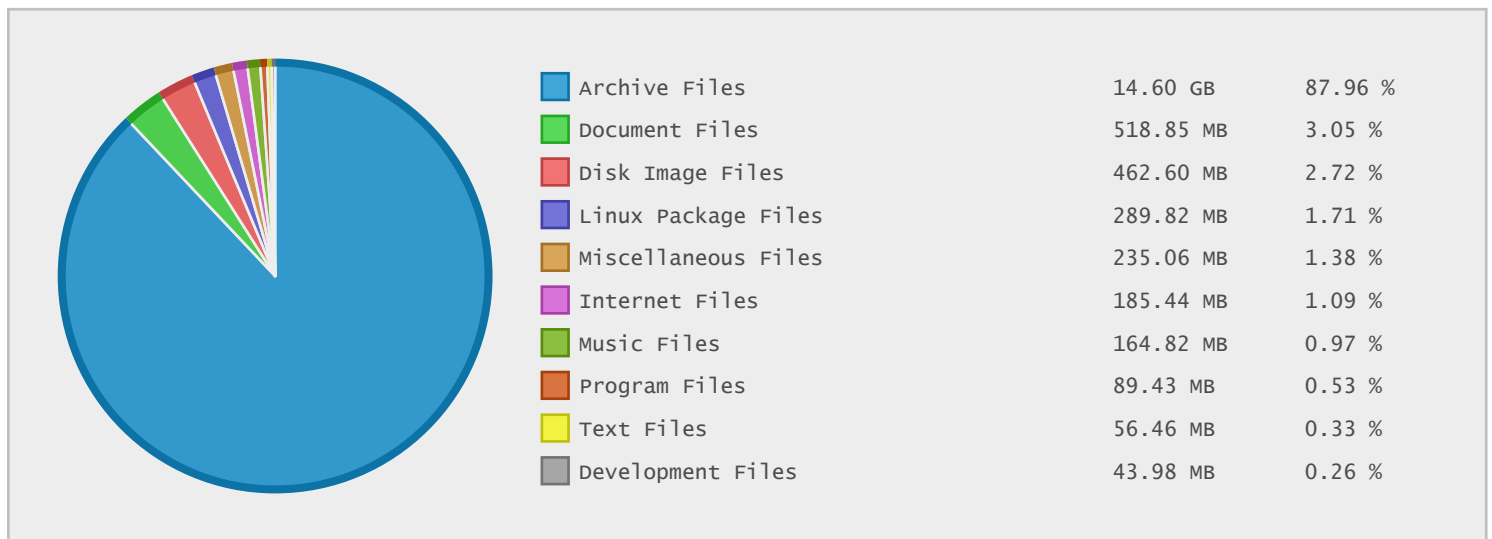 Archive Files 14.60 GB 87.96 %
Document Files 518.85 MB 3.05 %
Disk Image Files 462.60 MB 2.72 %
Linux Package Files 289.82 MB 1.71 %
Miscellaneous Files 235.06 MB 1.38 %
Internet Files 185.44 MB 1.09 %
Music Files 164.82 MB 0.97 %
Program Files 89.43 MB 0.53 %
Text Files 56.46 MB 0.33 %
Development Files 43.98 MB 0.26 %